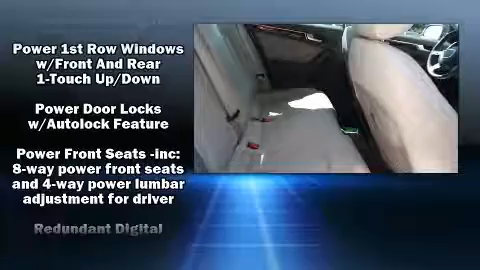 Power 1st Row Windows
w/Front And Rear
1-Touch Up/Down
Power Door Locks
w/Autolock Feature
Power Front Seats -inc:
8-way power front seats
and 4-way power lumbar
adjustment for driver
Redundant Digital